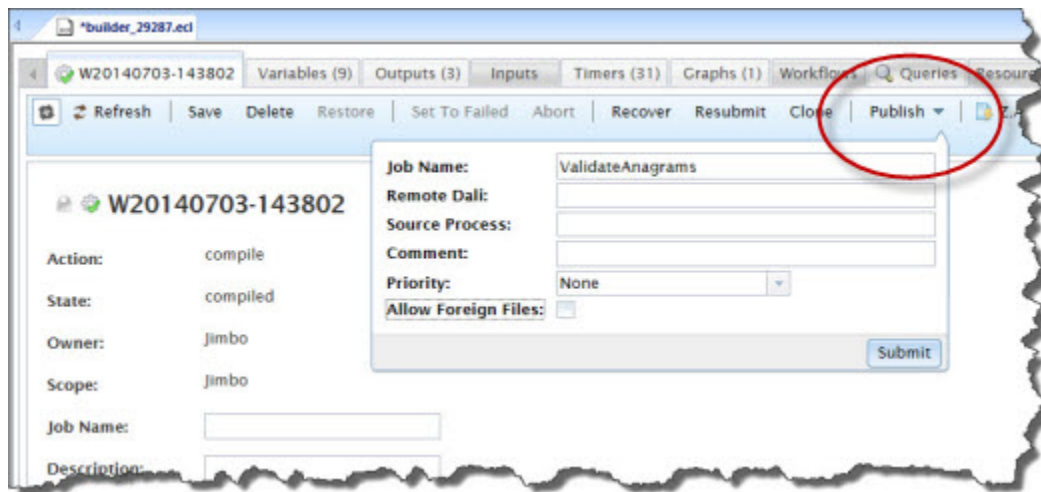 *builder_29287.ecl
W20140703-143802 Variables (9) Outputs (3) Inputs Timers (31) Graphs (1) Workflows Queries Resour
Refresh Save Delete Restore Set To Failed Abort Recover Resubmit Clone Publish Z.A
Job Name: ValidateAnagrams
Remote Dali:
Source Process:
Comment:
Priority: None
Allow Foreign Files:
Submit
W20140703-143802
Action: compile
State: compiled
Owner: Jimbo
Scope: Jimbo
Job Name:
Description: